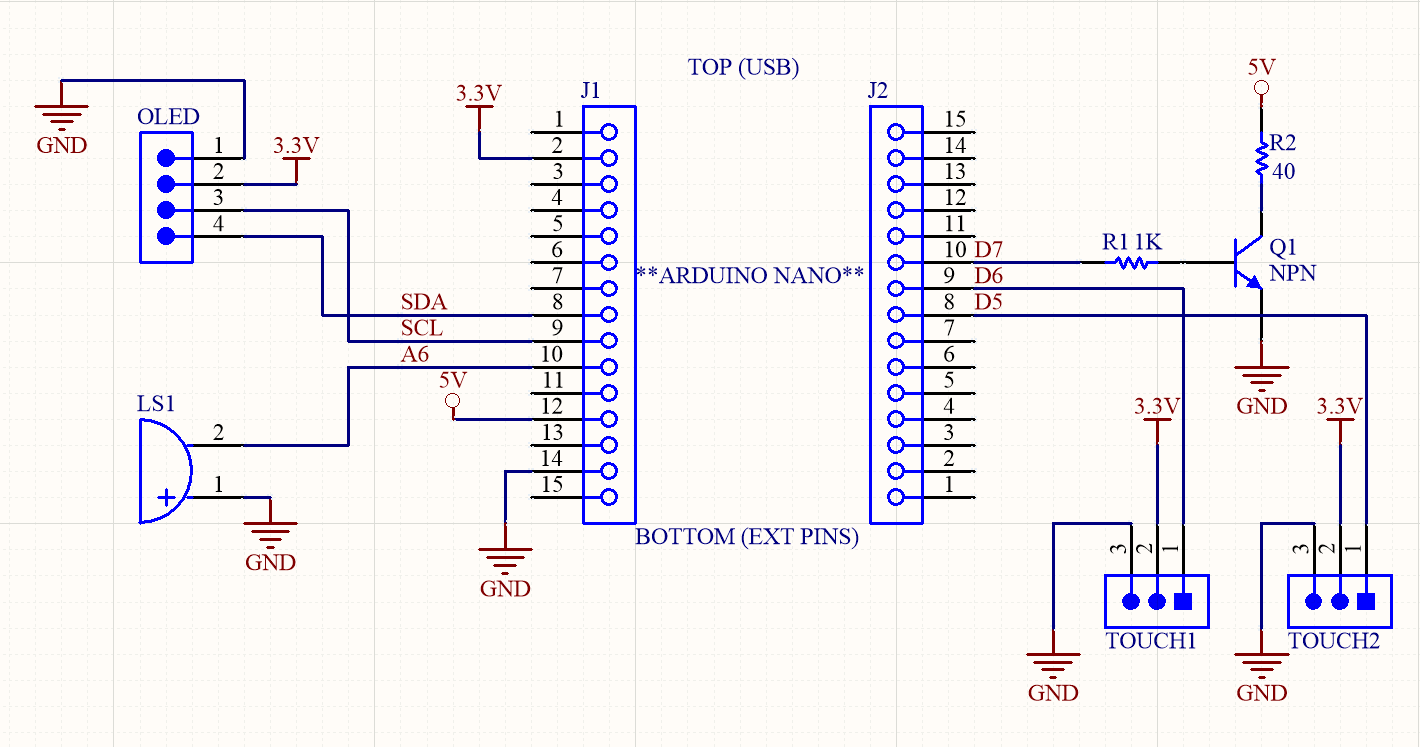 TOP (USB)
GND
OLED
1
2
3
4
3.3V
3.3V
J1
1
2
3
4
5
6
7
8
9
10
11
12
13
14
15
SDA
SCL
A6
5V
GND
LS1
2
1
+
GND
**ARDUINO NANO**
BOTTOM (EXT PINS)
J2
15
14
13
12
11
10
9
8
7
6
5
4
3
2
1
D7
D6
D5
R1 1K
5V
R2
40
Q1
NPN
GND
3.3V
3 2 1
TOUCH1
GND
3.3V
3 2 1
TOUCH2
GND